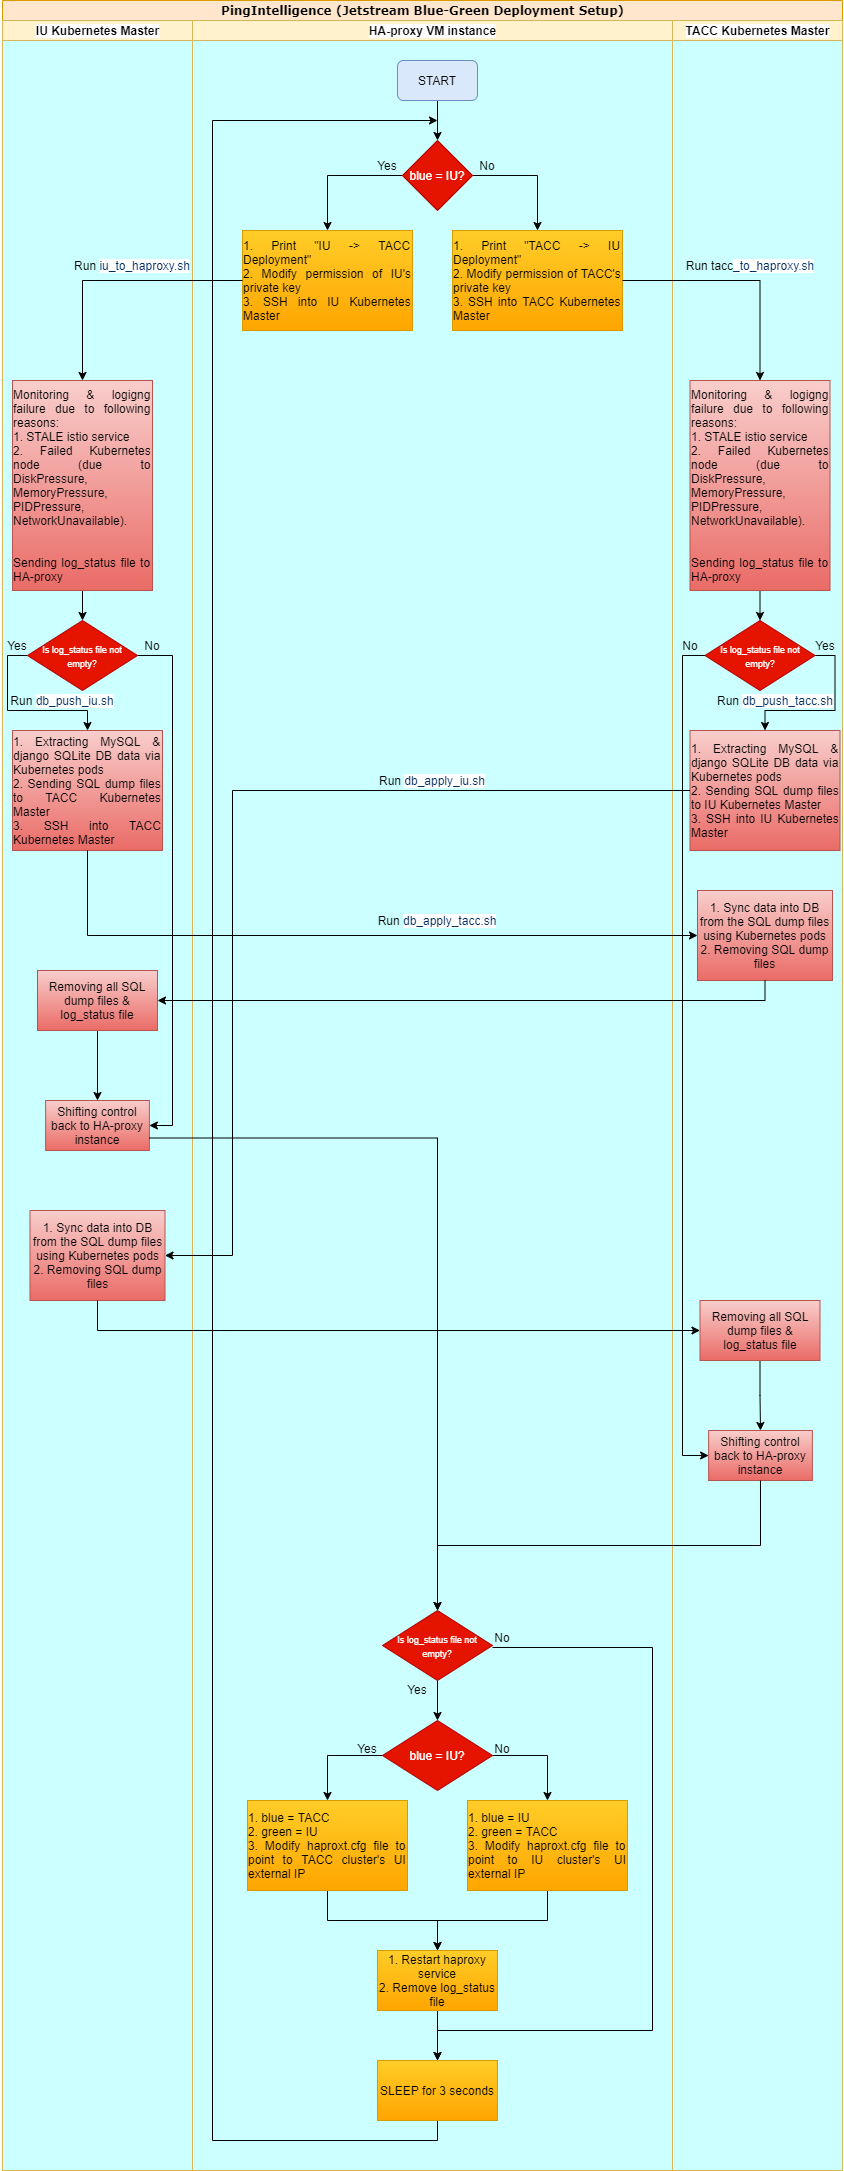 PingIntelligence (Jetstream Blue-Green Deployment Setup)
IU Kubernetes Master
HA-proxy VM instance
TACC Kubernetes Master
START
blue = IU?
Yes
No
1. Print "IU -> TACC
Deployment"
2. Modify permission of IU's
private key
3. SSH into IU Kubernetes
Master
1. Print "TACC -> IU
Deployment"
2. Modify permission of TACC's
private key
3. SSH into TACC Kubernetes
Master
Run iu_to_haproxy.sh
Run tacc_to_haproxy.sh
Monitoring & logigng
failure due to following
reasons:
1. STALE istio service
2. Failed Kubernetes
node (due to
DiskPressure,
MemoryPressure,
PIDPressure,
NetworkUnavailable).
Sending log_status file to
HA-proxy
Monitoring & logigng
failure due to following
reasons:
1. STALE istio service
2. Failed Kubernetes
node (due to
DiskPressure,
MemoryPressure,
PIDPressure,
NetworkUnavailable).
Sending log_status file to
HA-proxy
Yes
Is log_status file not
empty?
No
No
Is log_status file not
empty?
Yes
Run db_push_iu.sh
Run db_push_tacc.sh
1. Extracting MySQL &
django SQLite DB data via
Kubernetes pods
2. Sending SQL dump files
to TACC Kubernetes
Master
3. SSH into TACC
Kubernetes Master
1. Extracting MySQL &
django SQLite DB data via
Kubernetes pods
2. Sending SQL dump files
to IU Kubernetes Master
3. SSH into IU Kubernetes
Master
Run db_apply_iu.sh
Run db_apply_tacc.sh
1. Sync data into DB
from the SQL dump files
using Kubernetes pods
2. Removing SQL dump
files
Removing all SQL
dump files &
log_status file
Shifting control
back to HA-proxy
instance
1. Sync data into DB
from the SQL dump files
using Kubernetes pods
2. Removing SQL dump
files
Removing all SQL
dump files &
log_status file
Shifting control
back to HA-proxy
instance
Is log_status file not
empty?
No
Yes
blue = IU?
Yes
No
1. blue = TACC
2. green = IU
3. Modify haproxt.cfg file to
point to TACC cluster's UI
external IP
1. blue = IU
2. green = TACC
3. Modify haproxt.cfg file to
point to IU cluster's UI
external IP
1. Restart haproxy
service
2. Remove log_status
file
SLEEP for 3 seconds